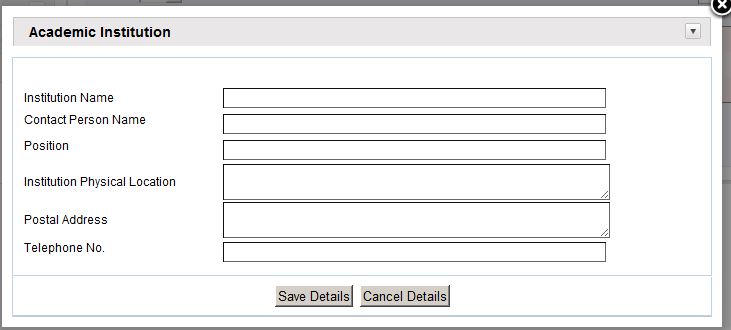 Academic Institution
Institution Name
Contact Person Name
Position
Institution Physical Location
Postal Address
Telephone No.
Save Details Cancel Details